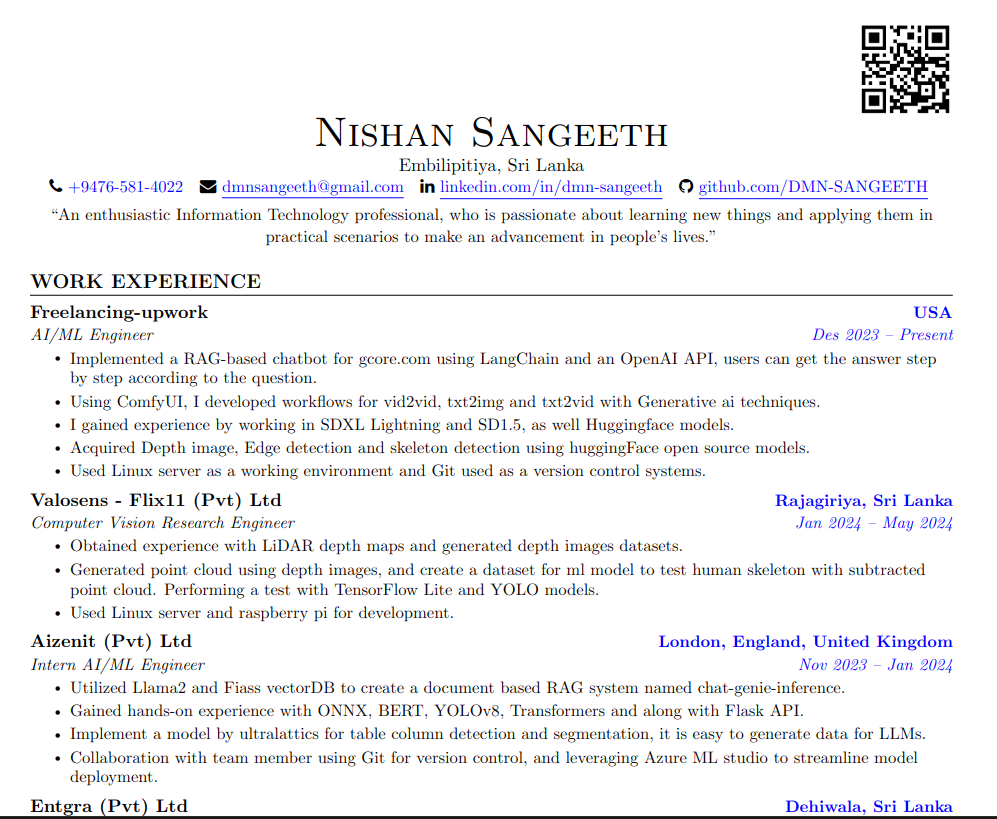 Nishan Sangeeth
Embilipitiya, Sri Lanka
+9476-581-4022 dmnsangeeth@gmail.com linkedin.com/in/dmn-sangeeth github.com/DMN-SANGEETH
“An enthusiastic Information Technology professional, who is passionate about learning new things and applying them in
practical scenarios to make an advancement in people’s lives.”
WORK EXPERIENCE
Freelancing-upwork USA
AI/ML Engineer Des 2023 – Present
• Implemented a RAG-based chatbot for gcore.com using LangChain and an OpenAI API, users can get the answer step
by step according to the question.
• Using ComfyUI, I developed workflows for vid2vid, txt2img and txt2vid with Generative ai techniques.
• I gained experience by working in SDXL Lightning and SD1.5, as well Huggingface models.
• Acquired Depth image, Edge detection and skeleton detection using huggingFace open source models.
• Used Linux server as a working environment and Git used as a version control systems.
Valosens - Flix11 (Pvt) Ltd Rajagiriya, Sri Lanka
Computer Vision Research Engineer Jan 2024 – May 2024
• Obtained experience with LiDAR depth maps and generated depth images datasets.
• Generated point cloud using depth images, and create a dataset for ml model to test human skeleton with subtracted
point cloud. Performing a test with TensorFlow Lite and YOLO models.
• Used Linux server and raspberry pi for development.
Aizenit (Pvt) Ltd London, England, United Kingdom
Intern AI/ML Engineer Nov 2023 – Jan 2024
• Utilized Llama2 and Fiass vectorDB to create a document based RAG system named chat-genie-inference.
• Gained hands-on experience with ONNX, BERT, YOLOv8, Transformers and along with Flask API.
• Implement a model by ultralattics for table column detection and segmentation, it is easy to generate data for LLMs.
• Collaboration with team member using Git for version control, and leveraging Azure ML studio to streamline model
deployment.
Entgra (Pvt) Ltd Dehiwala, Sri Lanka